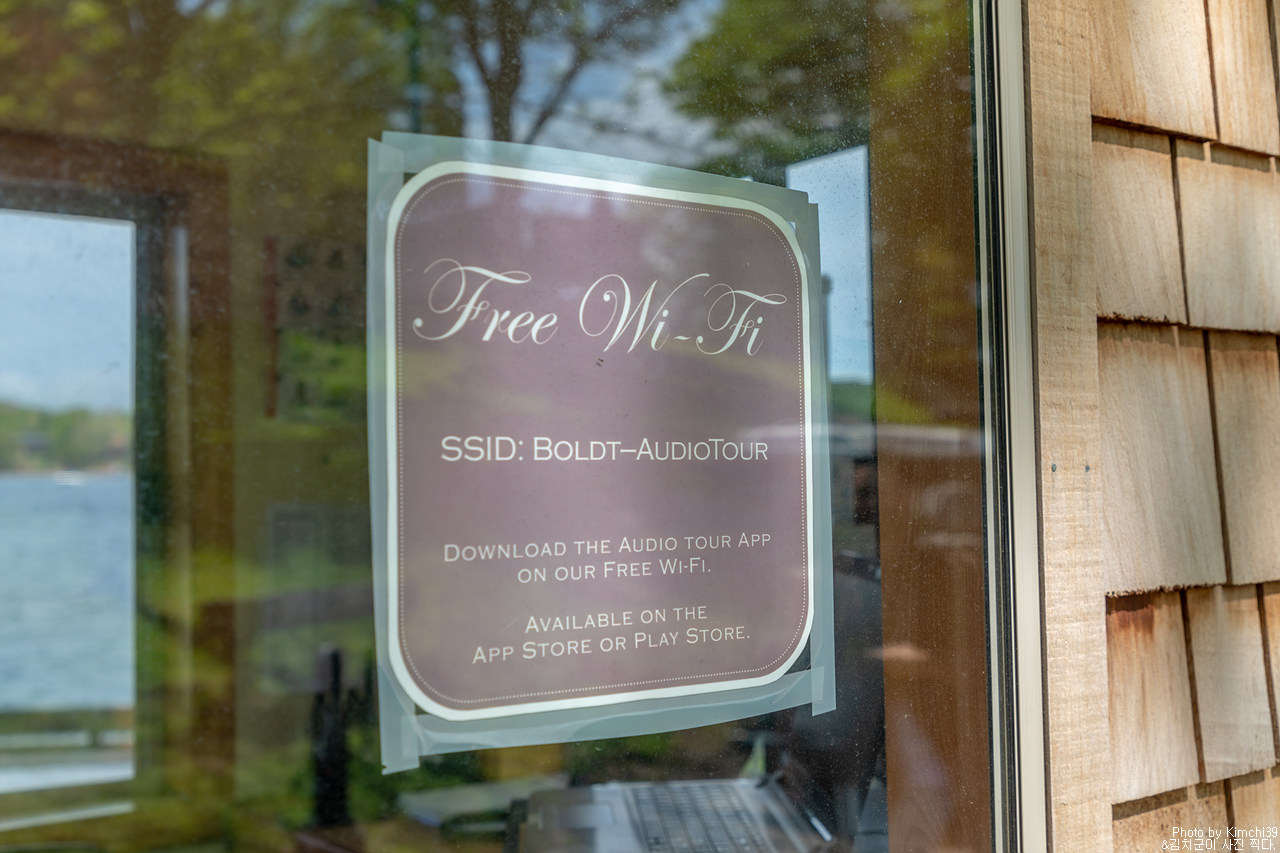 Free Wi-Fi
SSID: Boldt–AudioTour
Download the Audio tour App
on our Free Wi-Fi.
Available on the
App Store or Play Store.
Photo by Kimchi39
&김치군이 사진 찍다.